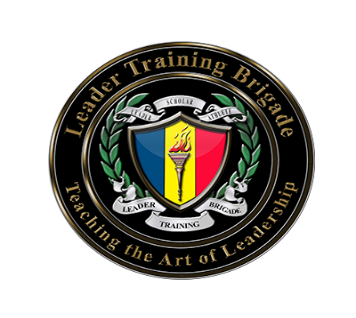 Leader Training Brigade
LEADER SCHOLAR ATHLETE
LEADER TRAINING BRIGADE
Teaching the Art of Leadership